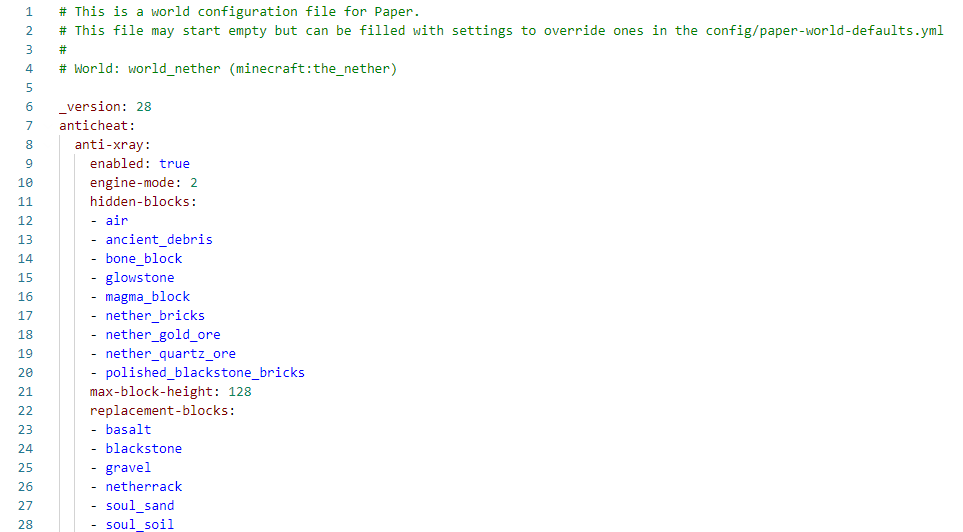 1 # This is a world configuration file for Paper.
2 # This file may start empty but can be filled with settings to override ones in the config/paper-world-defaults.yml
3 #
4 # World: world_nether (minecraft:the_nether)
5
6 _version: 28
7 anticheat:
8   anti-xray:
9     enabled: true
10     engine-mode: 2
11     hidden-blocks:
12     - air
13     - ancient_debris
14     - bone_block
15     - glowstone
16     - magma_block
17     - nether_bricks
18     - nether_gold_ore
19     - nether_quartz_ore
20     - polished_blackstone_bricks
21     max-block-height: 128
22     replacement-blocks:
23     - basalt
24     - blackstone
25     - gravel
26     - netherrack
27     - soul_sand
28     - soul_soil